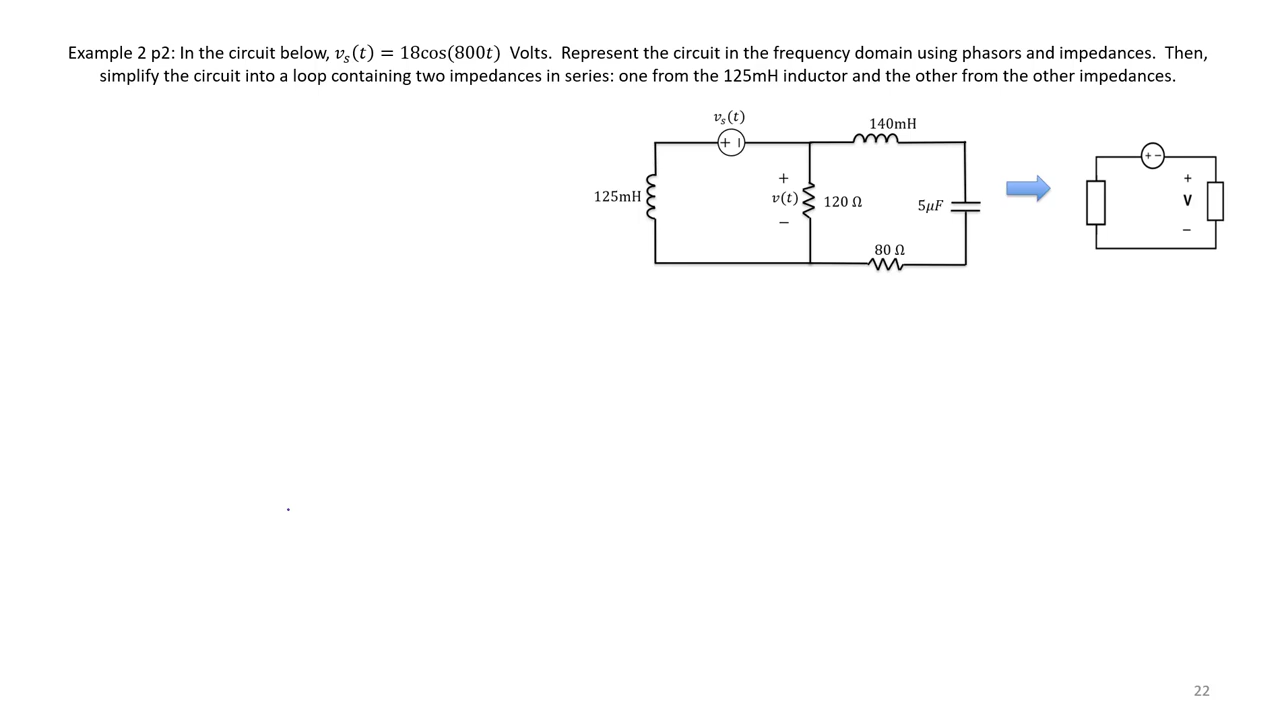 Example 2 p2: In the circuit below, 𝑣ₛ(𝑡) = 18cos(800𝑡) Volts. Represent the circuit in the frequency domain using phasors and impedances. Then,
simplify the circuit into a loop containing two impedances in series: one from the 125mH inductor and the other from the other impedances.
𝑣ₛ(𝑡)
+ −
140mH
125mH
+
𝑣(𝑡)
−
120 Ω
5𝜇F
80 Ω
+ −
+
V
−
22